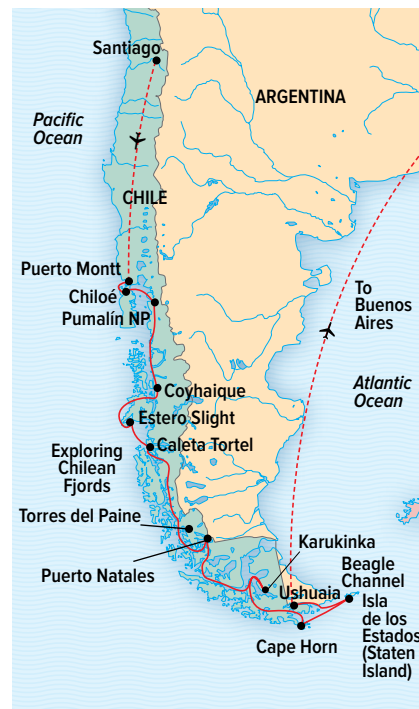 Santiago
ARGENTINA
Pacific
Ocean
CHILE
Puerto Montt
Chiloé
Pumalín NP
To
Buenos
Aires
Atlantic
Ocean
Coyhaique
Estero Slight
Caleta Tortel
Exploring
Chilean
Fjords
Torres del Paine
Karukinka
Puerto Natales
Beagle
Channel
Ushuaia
Isla
de los
Estados
(Staten
Island)
Cape Horn